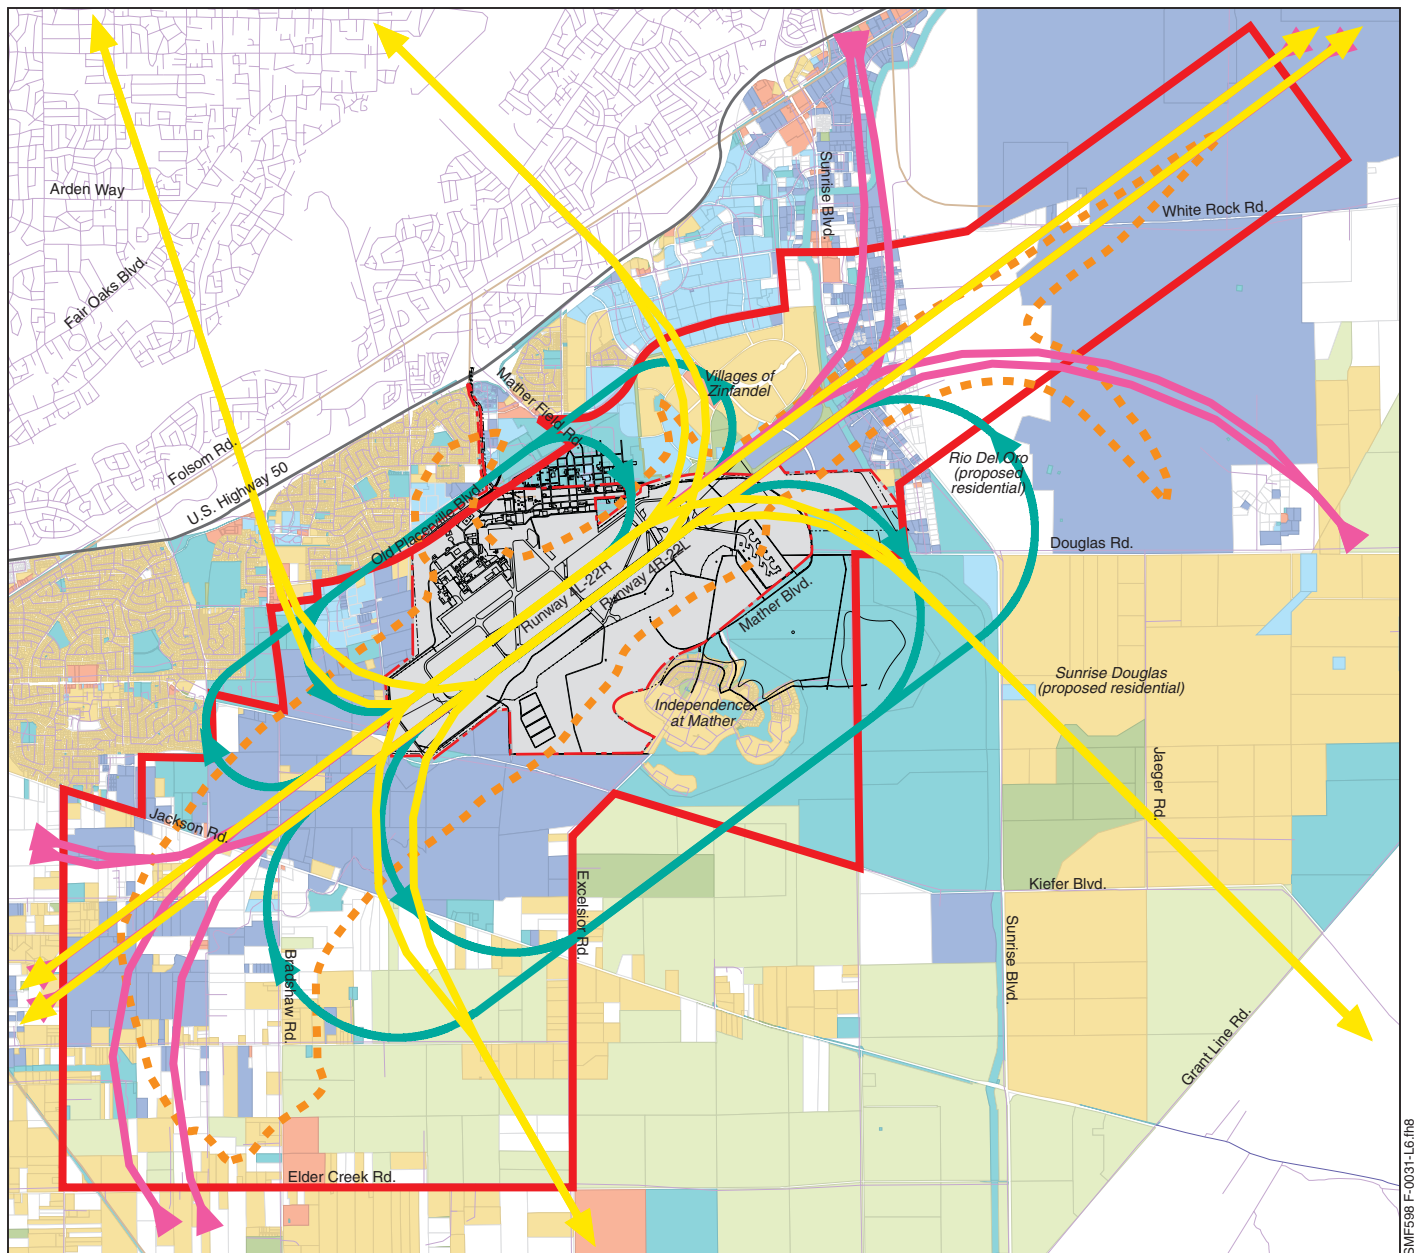 Arden Way
Fair Oaks Blvd.
Folsom Rd.
U.S. Highway 50
Sunrise Blvd.
White Rock Rd.
Mather Field Rd.
Villages of
Zinfandel
Old Placerville Blvd.
Rio Del Oro
(proposed
residential)
Douglas Rd.
Runway 4L-22R
Runway 4R-22L
Mather Blvd.
Independence
at Mather
Sunrise Douglas
(proposed residential)
Jaeger Rd.
Jackson Rd.
Excelsior Rd.
Kiefer Blvd.
Sunrise Blvd.
Bradshaw Rd.
Grant Line Rd.
Elder Creek Rd.
SMF598 F-0031-L6.fh8